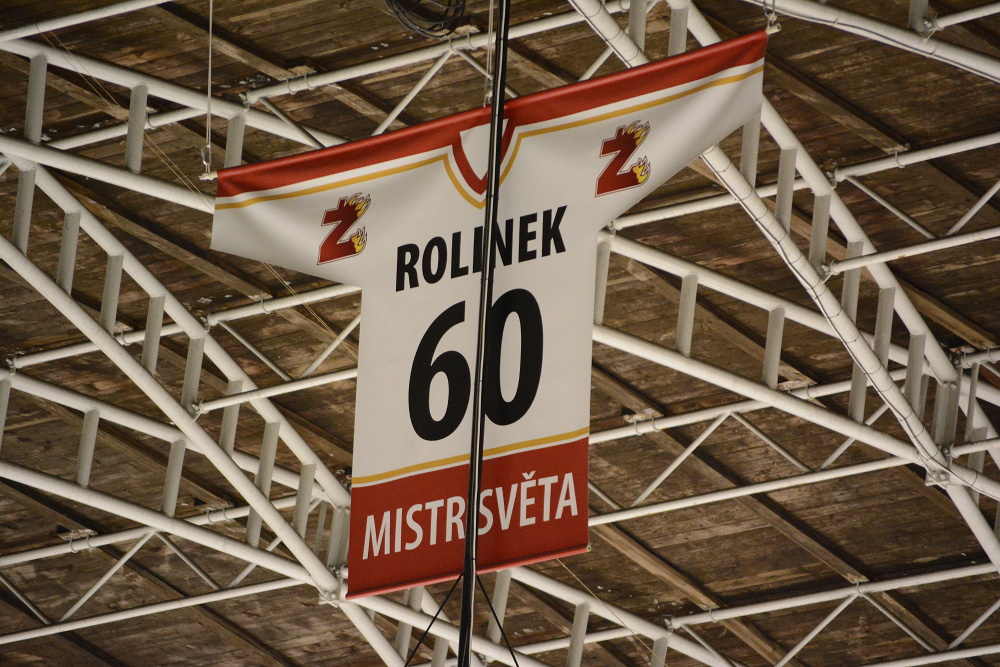 Ž Ž
ROLINEK
60
MISTR SVĚTA